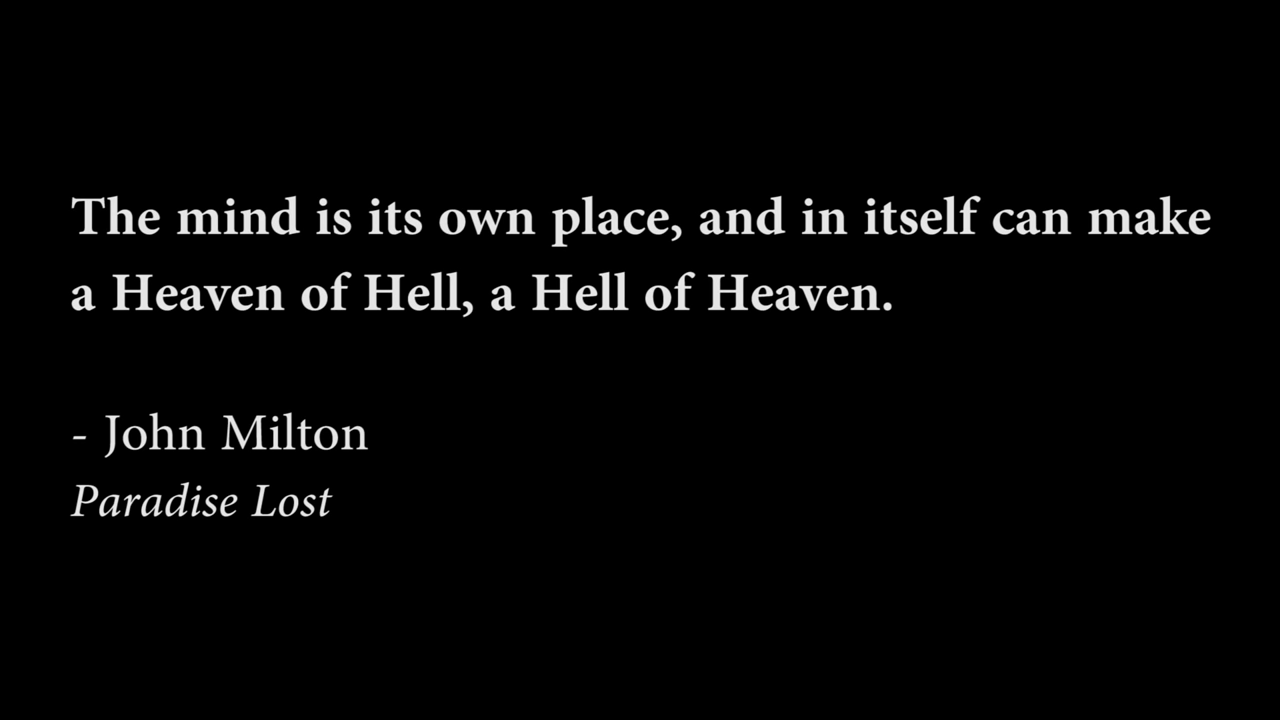 The mind is its own place, and in itself can make
a Heaven of Hell, a Hell of Heaven.
- John Milton
Paradise Lost